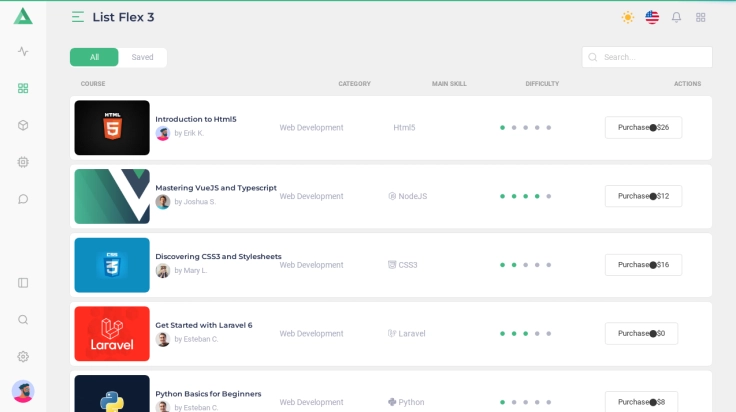 List Flex 3
All Saved
Search...
COURSE CATEGORY MAIN SKILL DIFFICULTY ACTIONS
HTML
5
Introduction to Html5
by Erik K.
Web Development
Html5
Purchase $26
Mastering VueJS and Typescript
by Joshua S.
Web Development
NodeJS
Purchase $12
CSS
3
Discovering CSS3 and Stylesheets
by Mary L.
Web Development
CSS3
Purchase $16
Laravel
Get Started with Laravel 6
by Esteban C.
Web Development
Laravel
Purchase $0
Python Basics for Beginners
by Esteban C.
Web Development
Python
Purchase $8